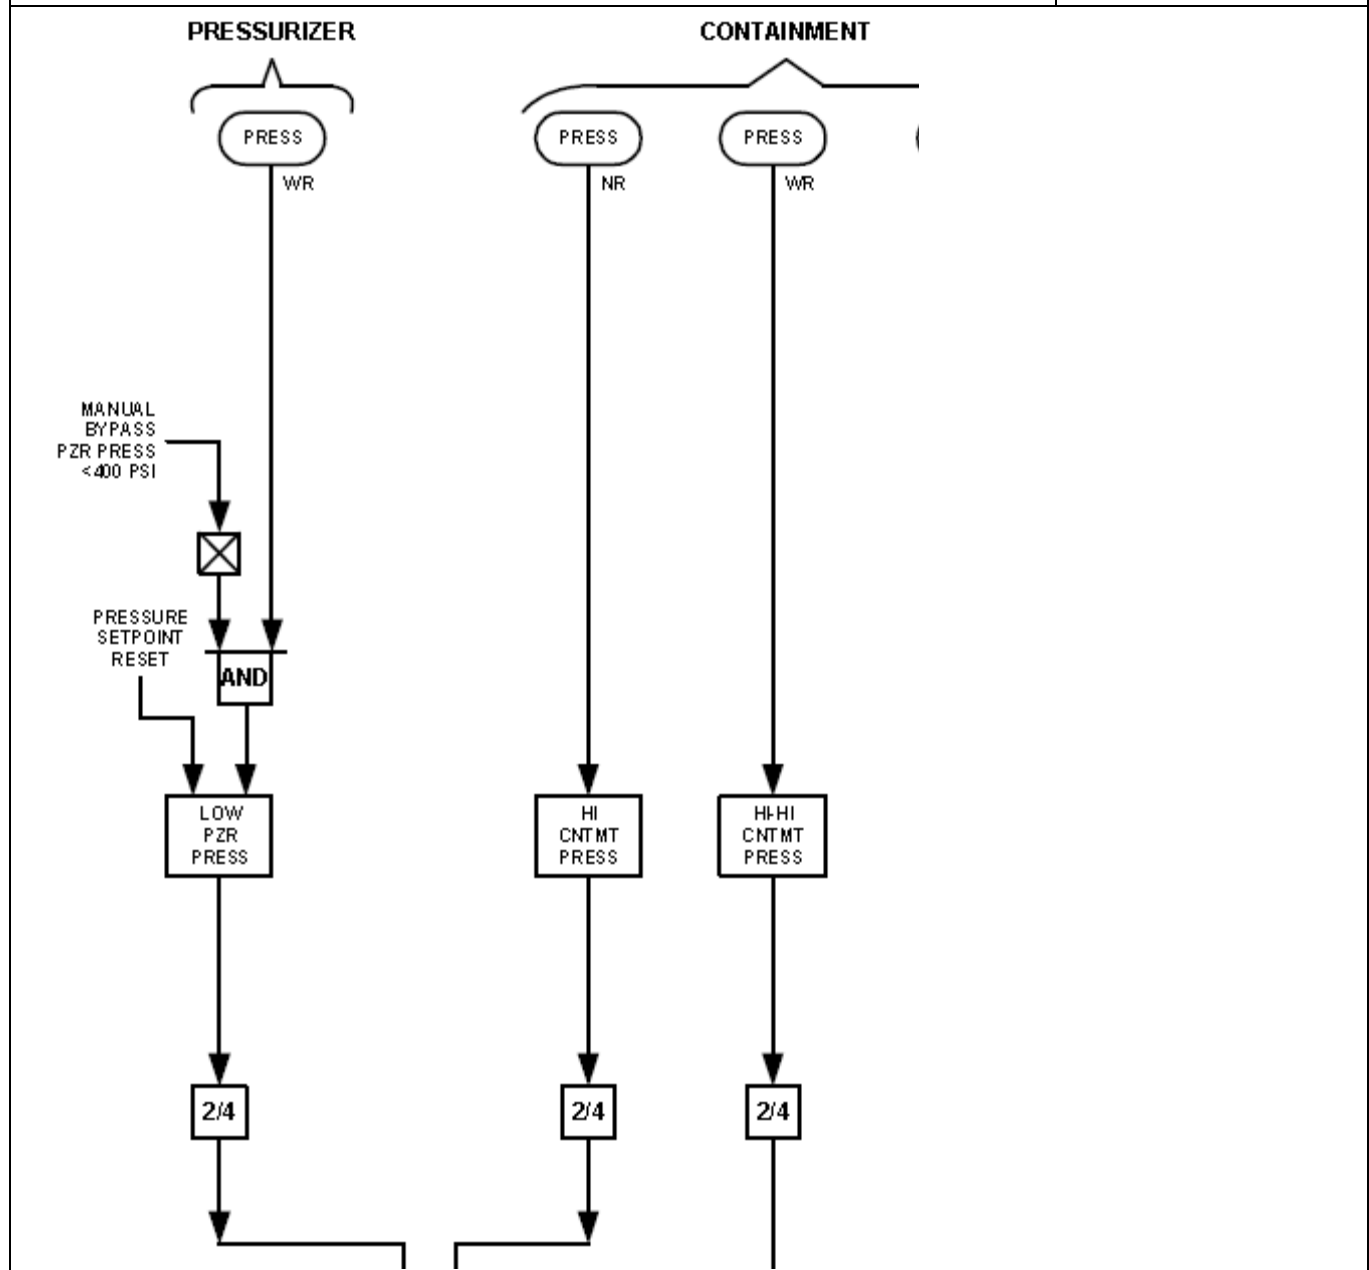 PRESSURIZER
CONTAINMENT
PRESS
PRESS
PRESS
WR
NR
WR
MANUAL
BYPASS
PZR PRESS
<400 PSI
PRESSURE
SETPOINT
RESET
AND
LOW
PZR
PRESS
HI
CNTMT
PRESS
HI-HI
CNTMT
PRESS
2/4
2/4
2/4